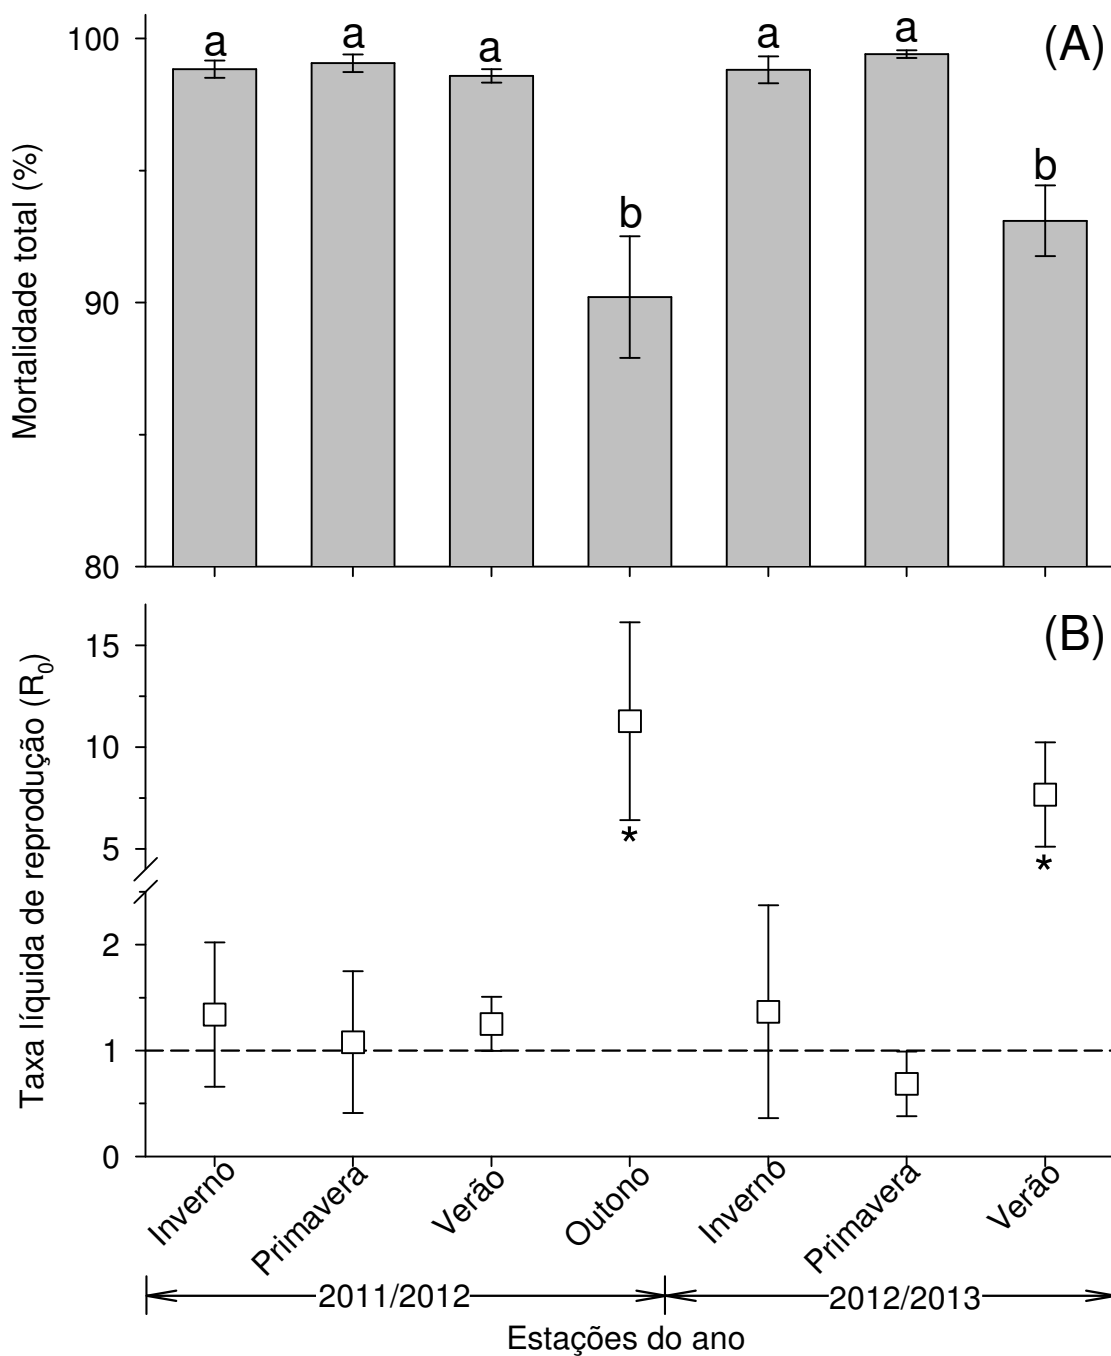 (A)
Mortalidade total (%)
100
90
80
a
a
a
b
a
a
b
(B)
Taxa líquida de reprodução (R0)
15
10
5
2
1
0
*
*
Inverno
Primavera
Verão
Outono
Inverno
Primavera
Verão
2011/2012
2012/2013
Estações do ano